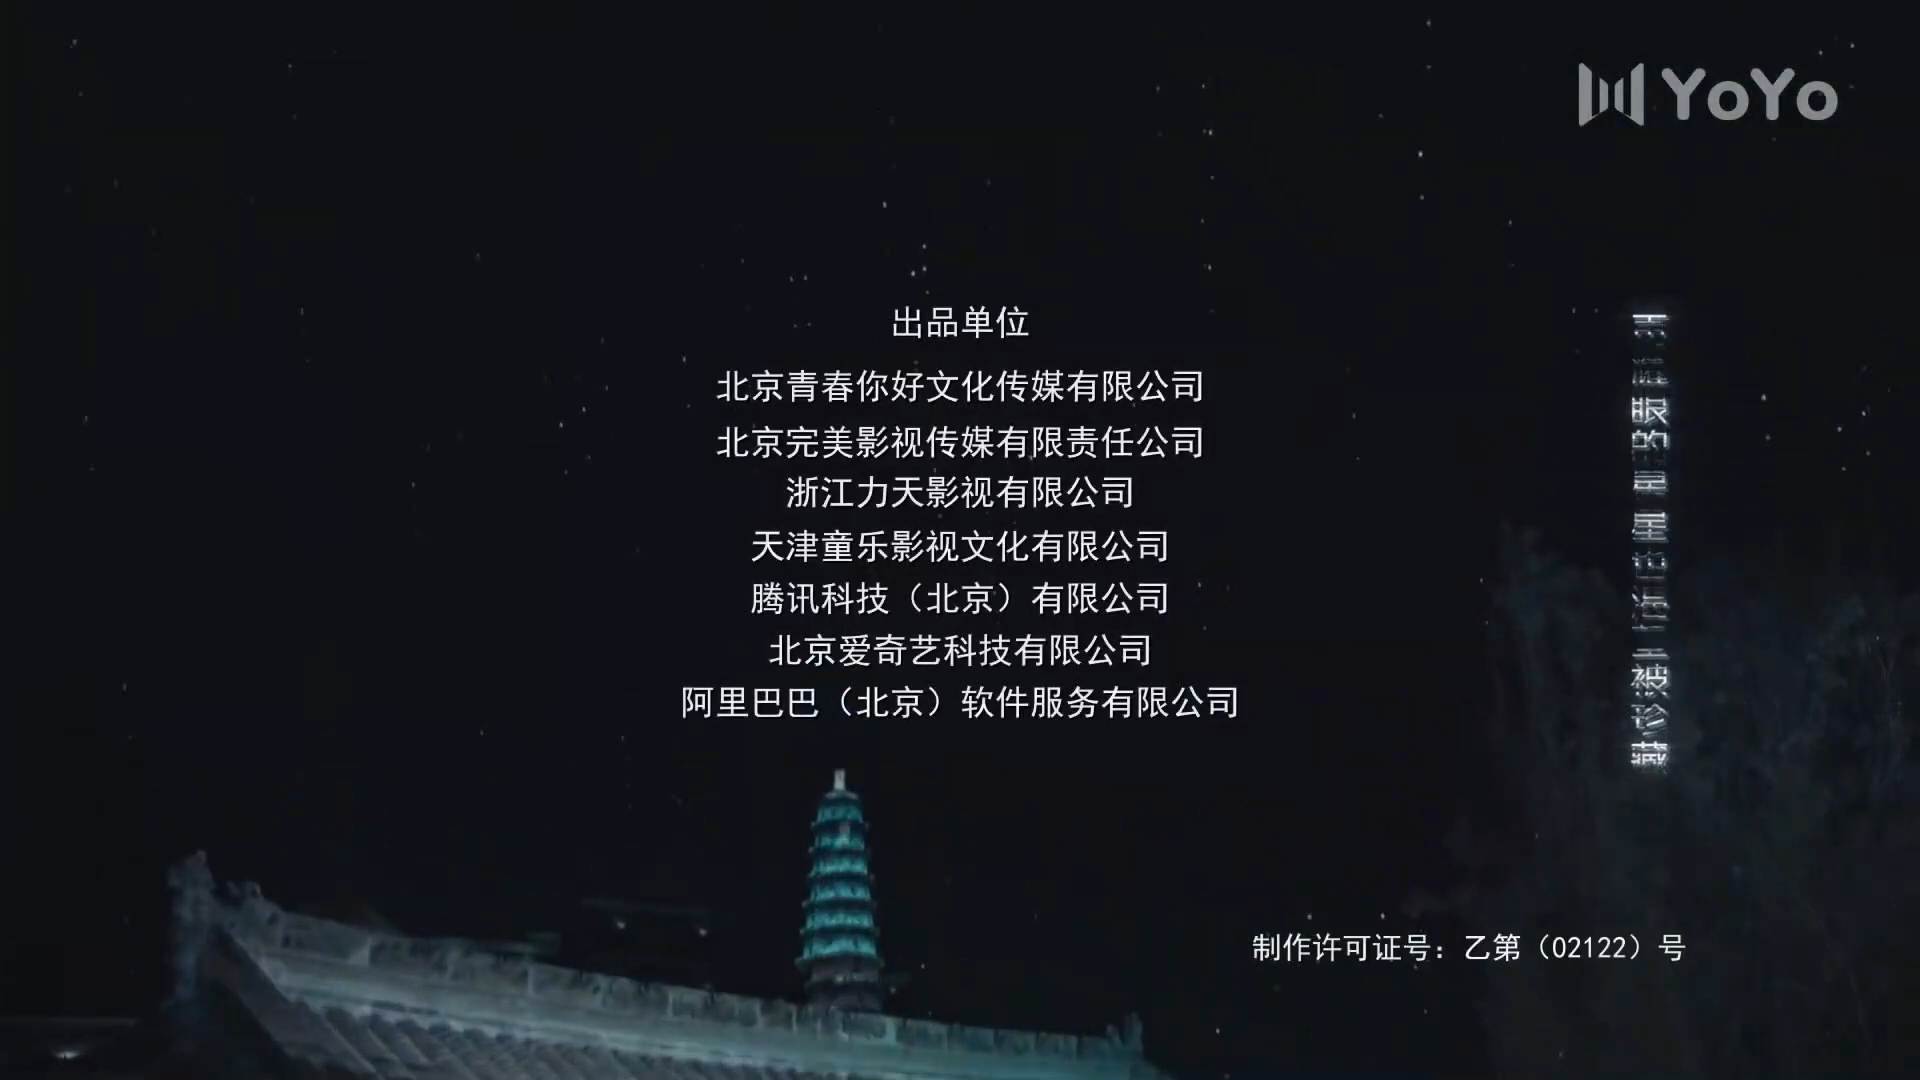 YoYo
出品单位
北京青春你好文化传媒有限公司
北京完美影视传媒有限责任公司
浙江力天影视有限公司
天津童乐影视文化有限公司
腾讯科技（北京）有限公司
北京爱奇艺科技有限公司
阿里巴巴（北京）软件服务有限公司
眼的星星也渴望被珍藏
制作许可证号：乙第（02122）号